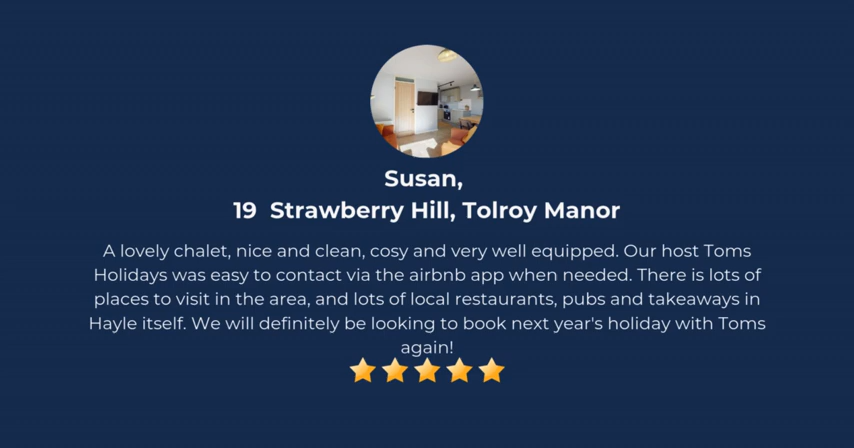 Susan,
19 Strawberry Hill, Tolroy Manor
A lovely chalet, nice and clean, cosy and very well equipped. Our host Toms
Holidays was easy to contact via the airbnb app when needed. There is lots of
places to visit in the area, and lots of local restaurants, pubs and takeaways in
Hayle itself. We will definitely be looking to book next year's holiday with Toms
again!